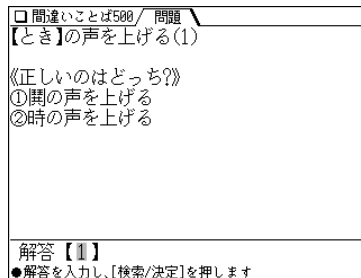 □間違いことば500／問題
【とき】の声を上げる(1)
《正しいのはどっち?》
①鬨の声を上げる
②時の声を上げる
解答【1】
●解答を入力し、[検索/決定]を押します